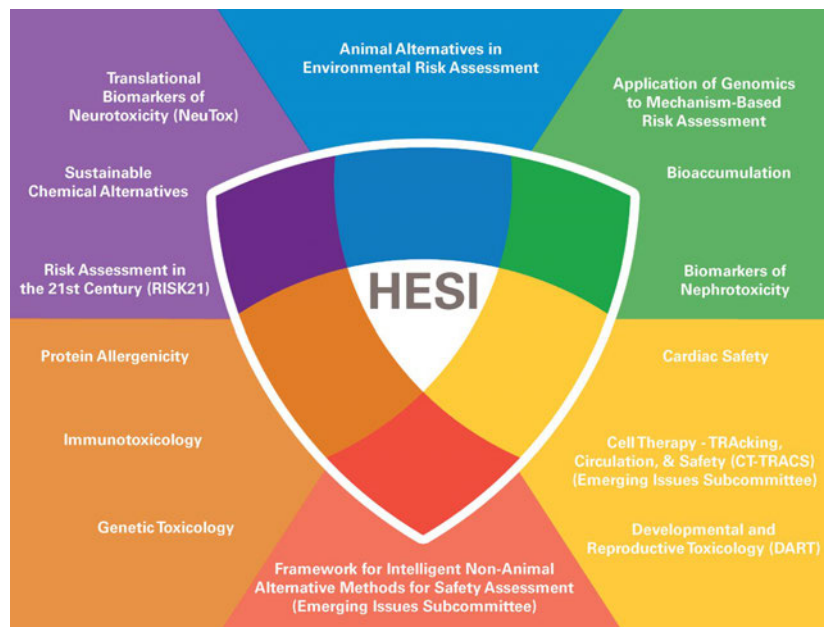 Animal Alternatives in
Environmental Risk Assessment
Translational
Biomarkers of
Neurotoxicity (NeuTox)
Sustainable
Chemical Alternatives
Risk Assessment in
the 21st Century (RISK21)
Application of Genomics
to Mechanism-Based
Risk Assessment
Bioaccumulation
Biomarkers of
Nephrotoxicity
HESI
Protein Allergenicity
Immunotoxicology
Genetic Toxicology
Cardiac Safety
Cell Therapy - TRAcking,
Circulation, & Safety (CT-TRACS)
(Emerging Issues Subcommittee)
Developmental and
Reproductive Toxicology (DART)
Framework for Intelligent Non-Animal
Alternative Methods for Safety Assessment
(Emerging Issues Subcommittee)